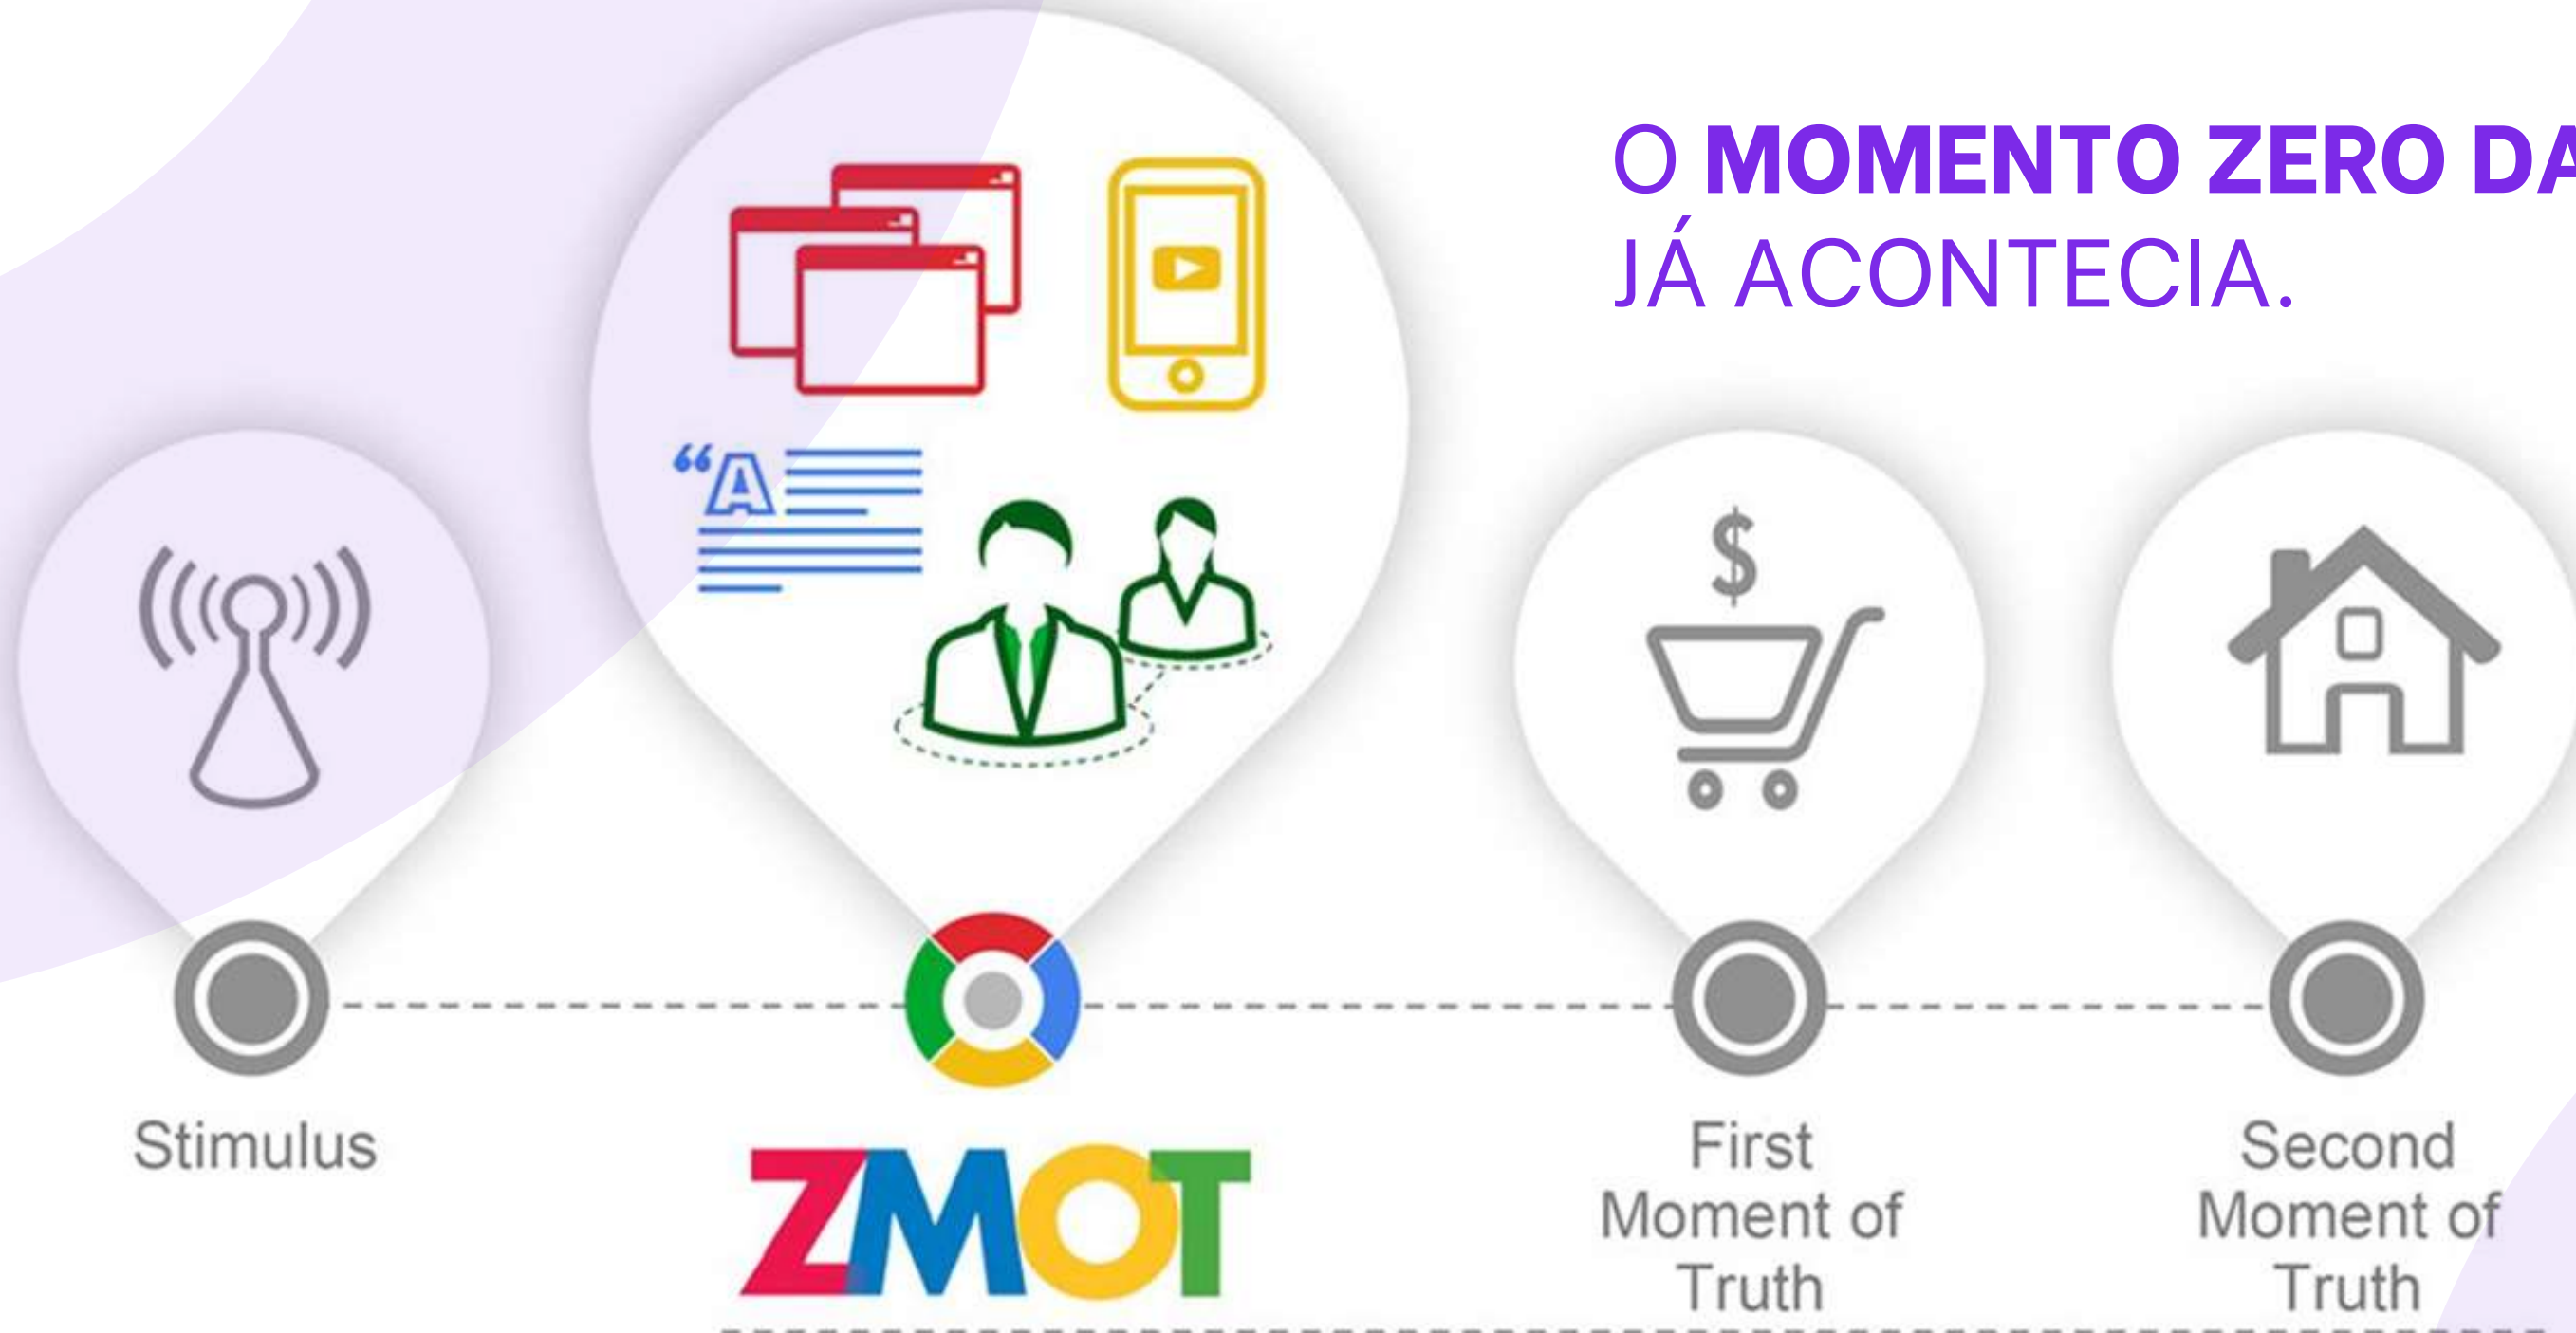 O MOMENTO ZERO DA
JÁ ACONTECIA.
$
“A
Stimulus
ZMOT
First
Moment of
Truth
Second
Moment of
Truth